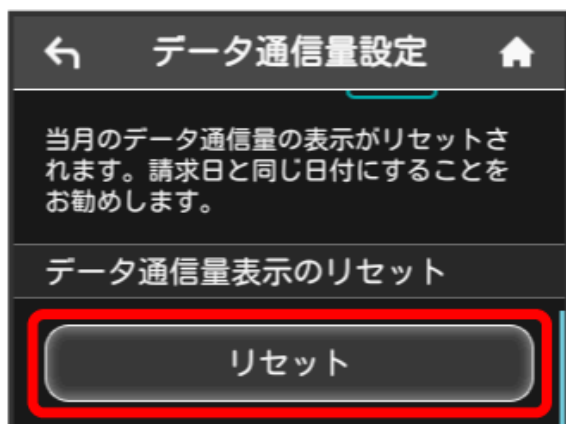 データ通信量設定
当月のデータ通信量の表示がリセットさ
れます。請求日と同じ日付にすることを
お勧めします。
データ通信量表示のリセット
リセット